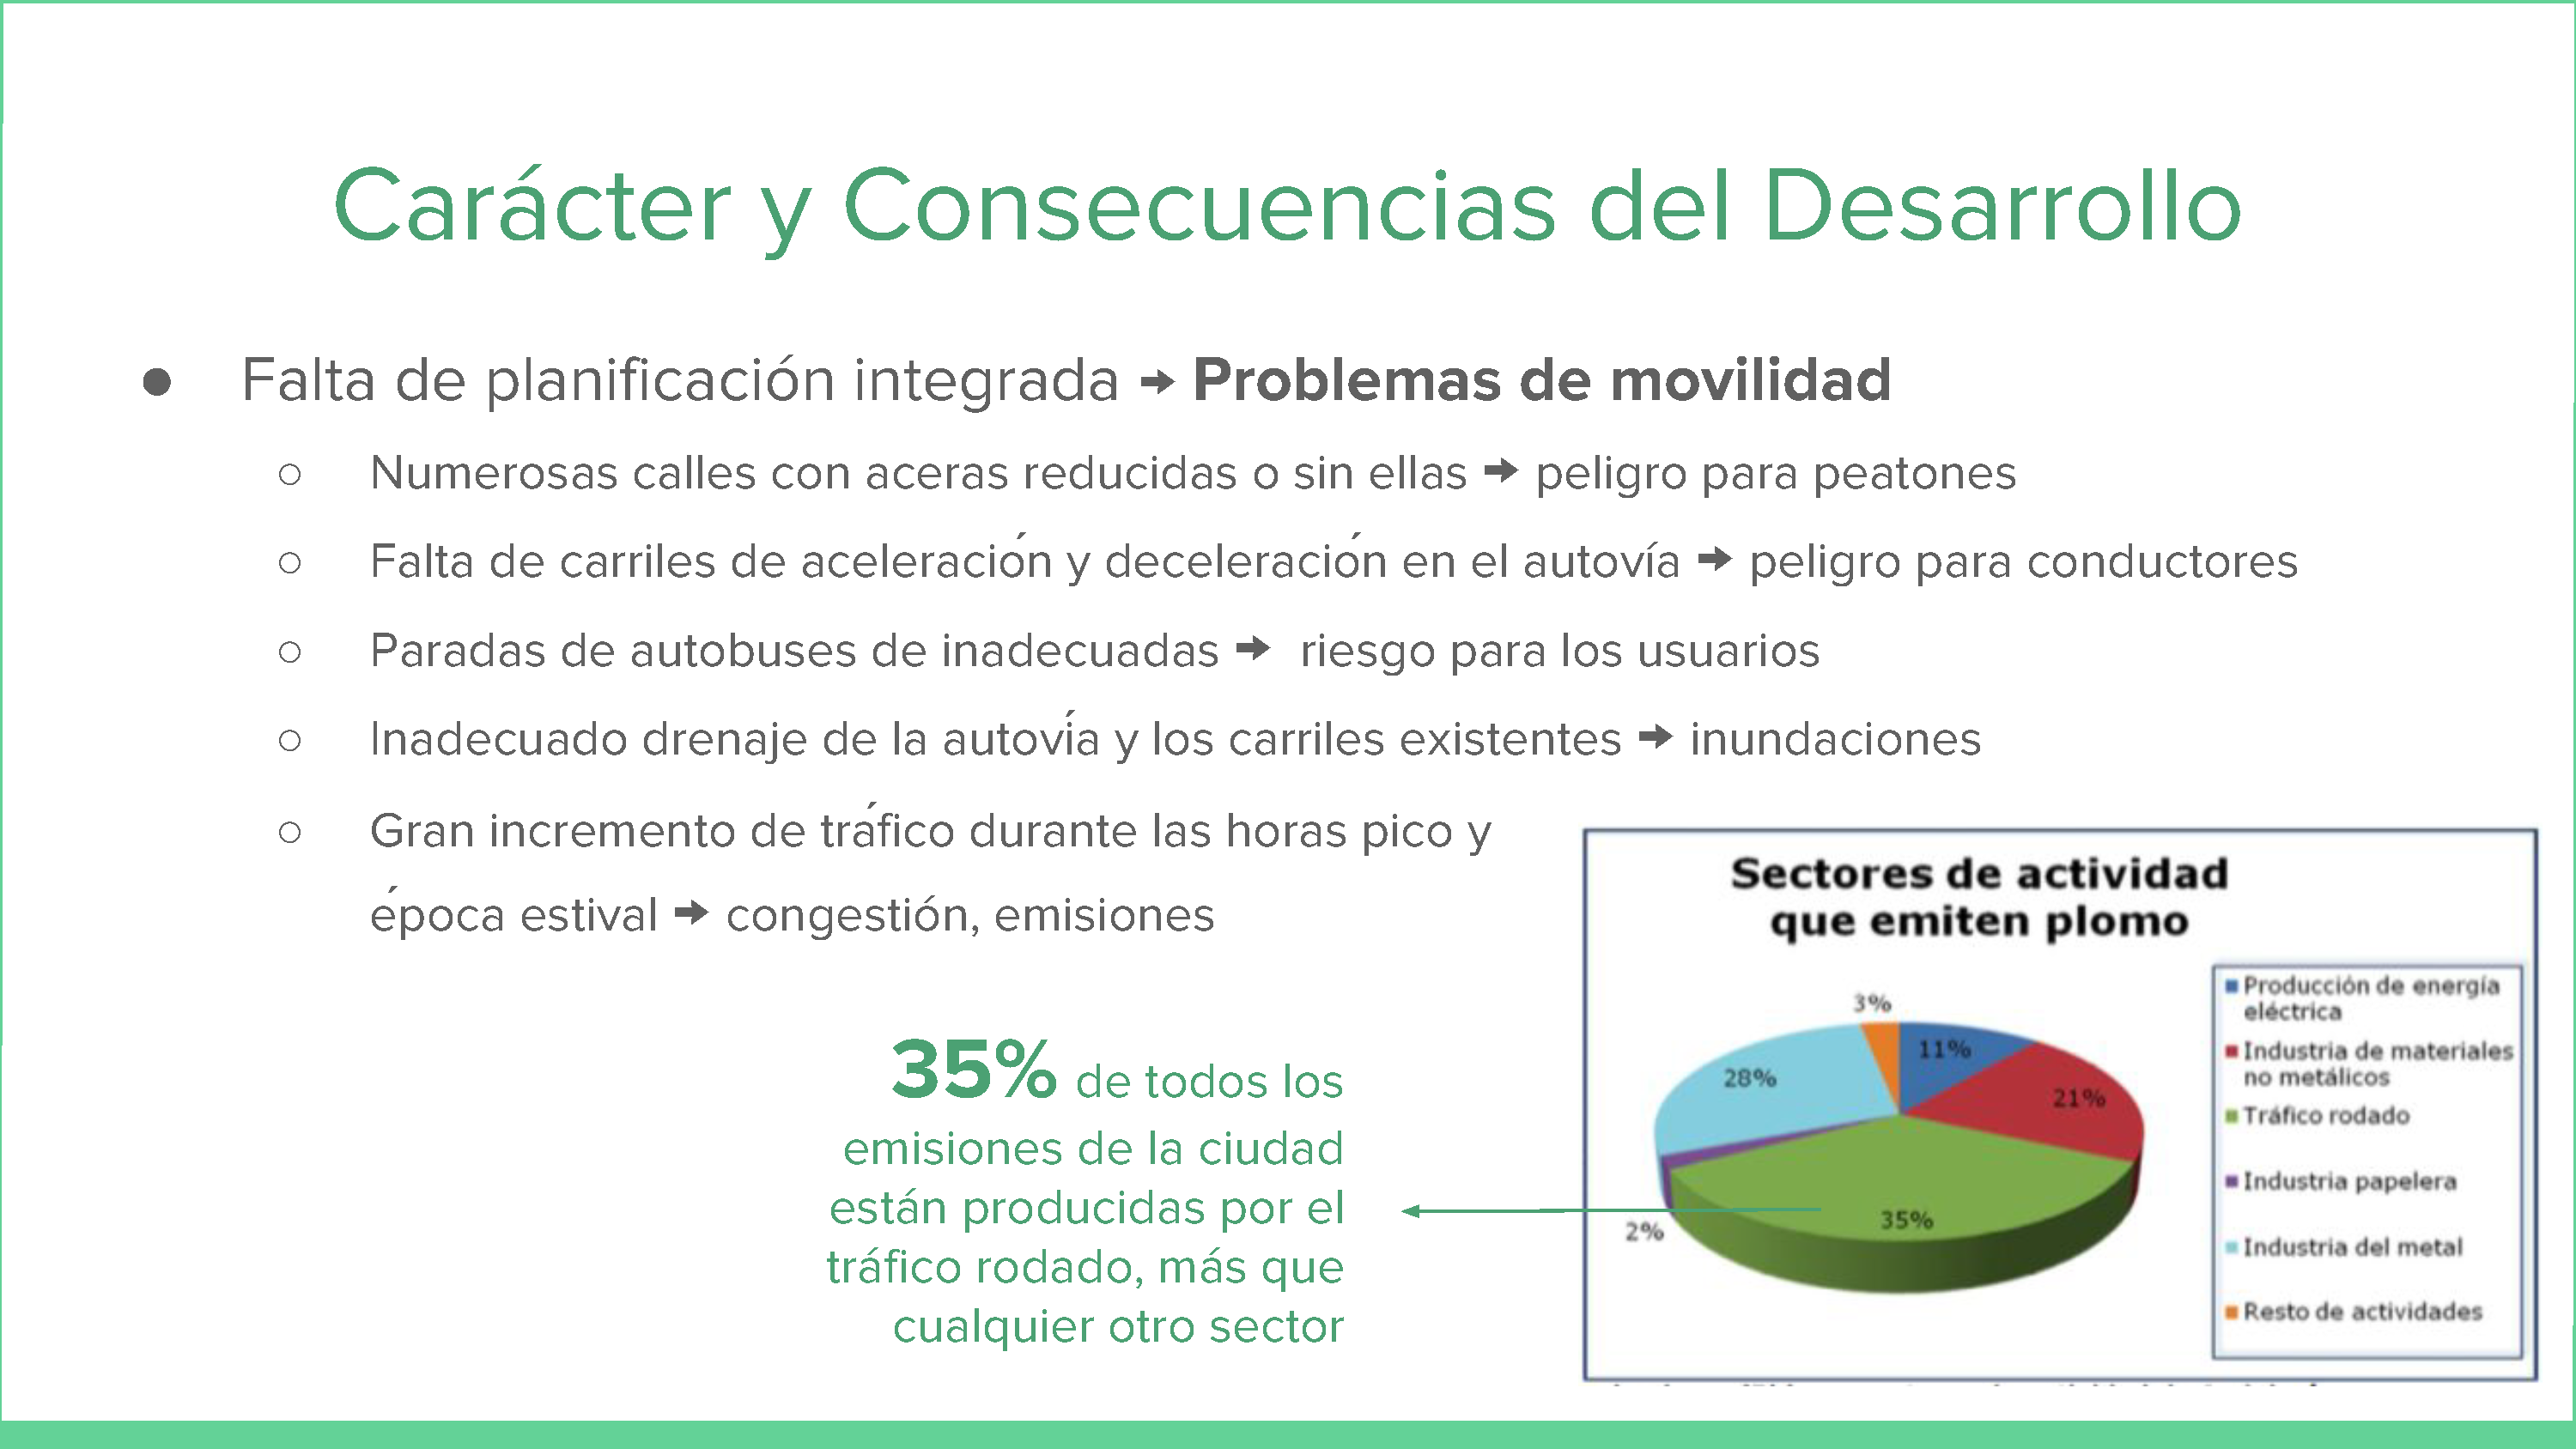 Carácter y Consecuencias del Desarrollo
● Falta de planificación integrada → Problemas de movilidad
○ Numerosas calles con aceras reducidas o sin ellas → peligro para peatones
○ Falta de carriles de aceleración y deceleración en el autovía → peligro para conductores
○ Paradas de autobuses de inadecuadas → riesgo para los usuarios
○ Inadecuado drenaje de la autovía y los carriles existentes → inundaciones
○ Gran incremento de tráfico durante las horas pico y
época estival → congestión, emisiones
35% de todos los
emisiones de la ciudad
están producidas por el
tráfico rodado, más que
cualquier otro sector
Sectores de actividad
que emiten plomo
3%
11%
28%
21%
35%
2%
Producción de energía
eléctrica
Industria de materiales
no metálicos
Tráfico rodado
Industria papelera
Industria del metal
Resto de actividades